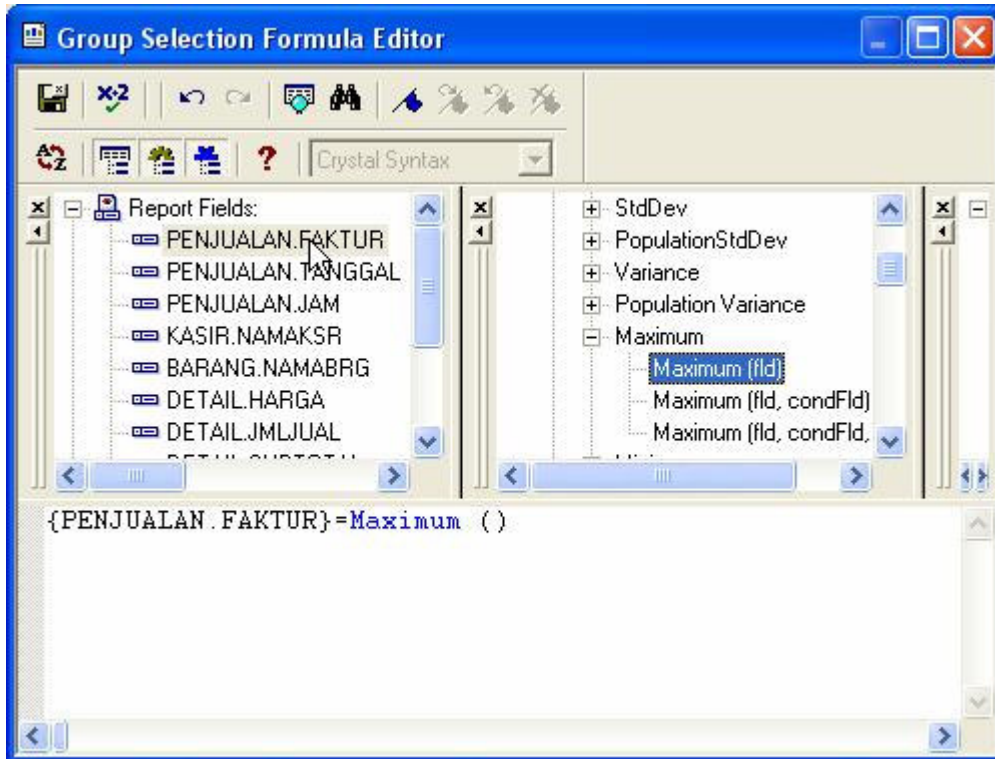 Group Selection Formula Editor
Crystal Syntax
Report Fields:
PENJUALAN.FAKTUR
PENJUALAN.TANGGAL
PENJUALAN.JAM
KASIR.NAMAKSR
BARANG.NAMABRG
DETAIL.HARGA
DETAIL.JMLJUAL
StdDev
PopulationStdDev
Variance
Population Variance
Maximum
Maximum (fld)
Maximum (fld, condFld)
Maximum (fld, condFld,
{PENJUALAN.FAKTUR}=Maximum ()